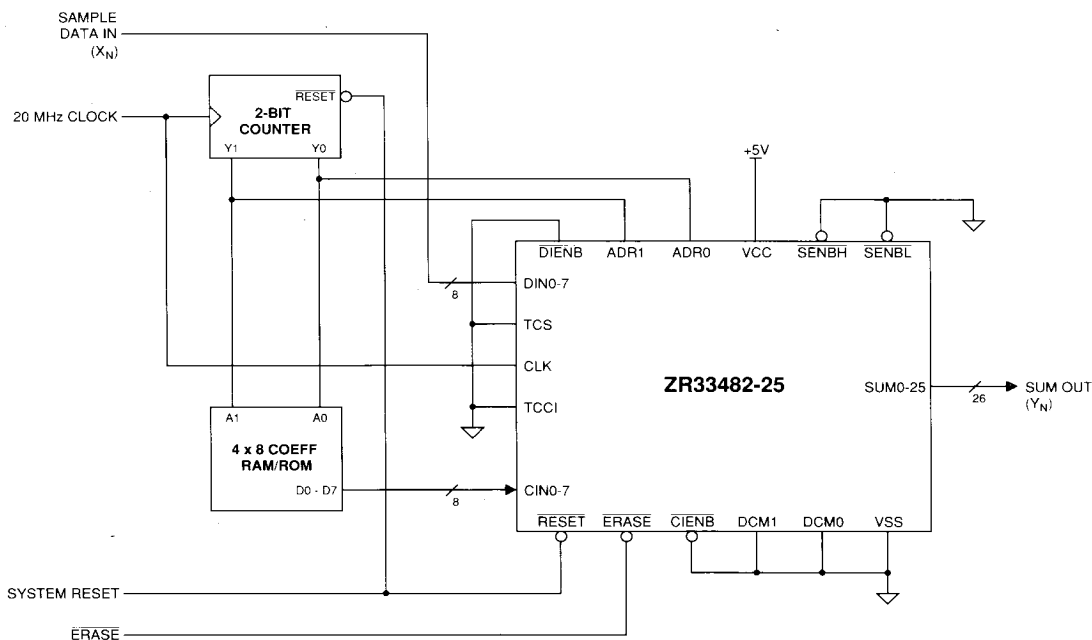 SAMPLE
DATA IN
(XN)
20 MHz CLOCK
RESET
2-BIT
COUNTER
Y1 Y0
+5V
DIENB ADR1 ADR0 VCC SENBH SENBL
DIN0-7
8
TCS
CLK
ZR33482-25
SUM0-25
26
SUM OUT
(YN)
TCCI
A1 A0
4 x 8 COEFF
RAM/ROM
D0 - D7
8
CIN0-7
RESET ERASE CIENB DCM1 DCM0 VSS
SYSTEM RESET
ERASE